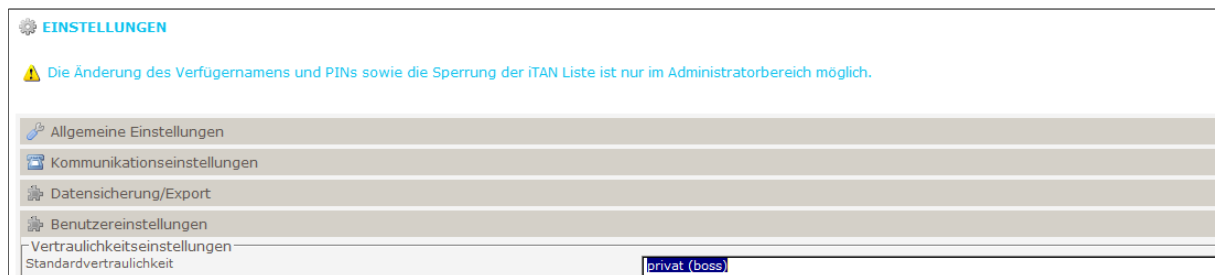 EINSTELLUNGEN
Die Änderung des Verfügernamens und PINs sowie die Sperrung der iTAN Liste ist nur im Administratorbereich möglich.
Allgemeine Einstellungen
Kommunikationseinstellungen
Datensicherung/Export
Benutzereinstellungen
Vertraulichkeitseinstellungen
Standardvertraulichkeit privat (boss)